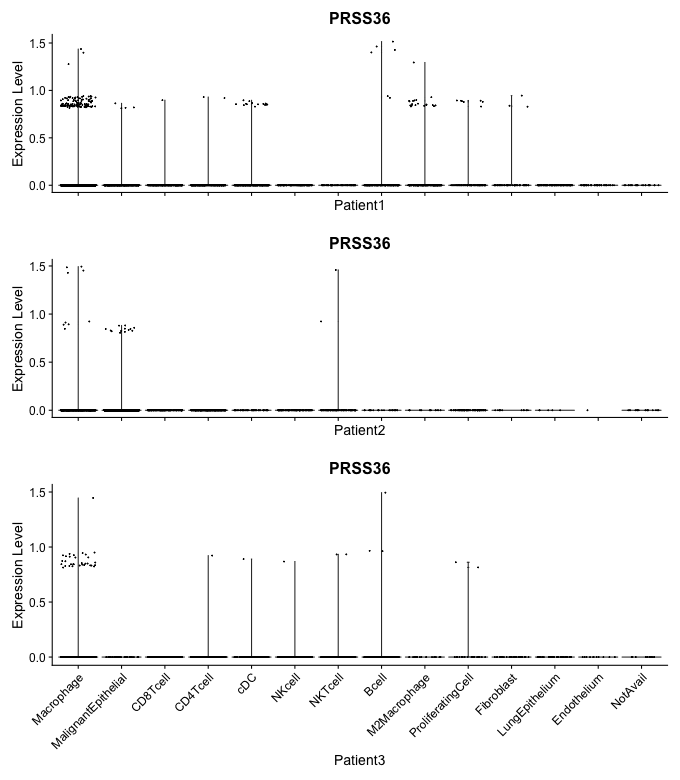 PRSS36
Expression Level
1.5
1.0
0.5
0.0
Patient1
PRSS36
Expression Level
1.5
1.0
0.5
0.0
Patient2
PRSS36
Expression Level
1.5
1.0
0.5
0.0
Macrophage
MalignantEpithelial
CD8Tcell
CD4Tcell
cDC
NKcell
NKTcell
Bcell
M2Macrophage
ProliferatingCell
Fibroblast
LungEpithelium
Endothelium
NotAvail
Patient3